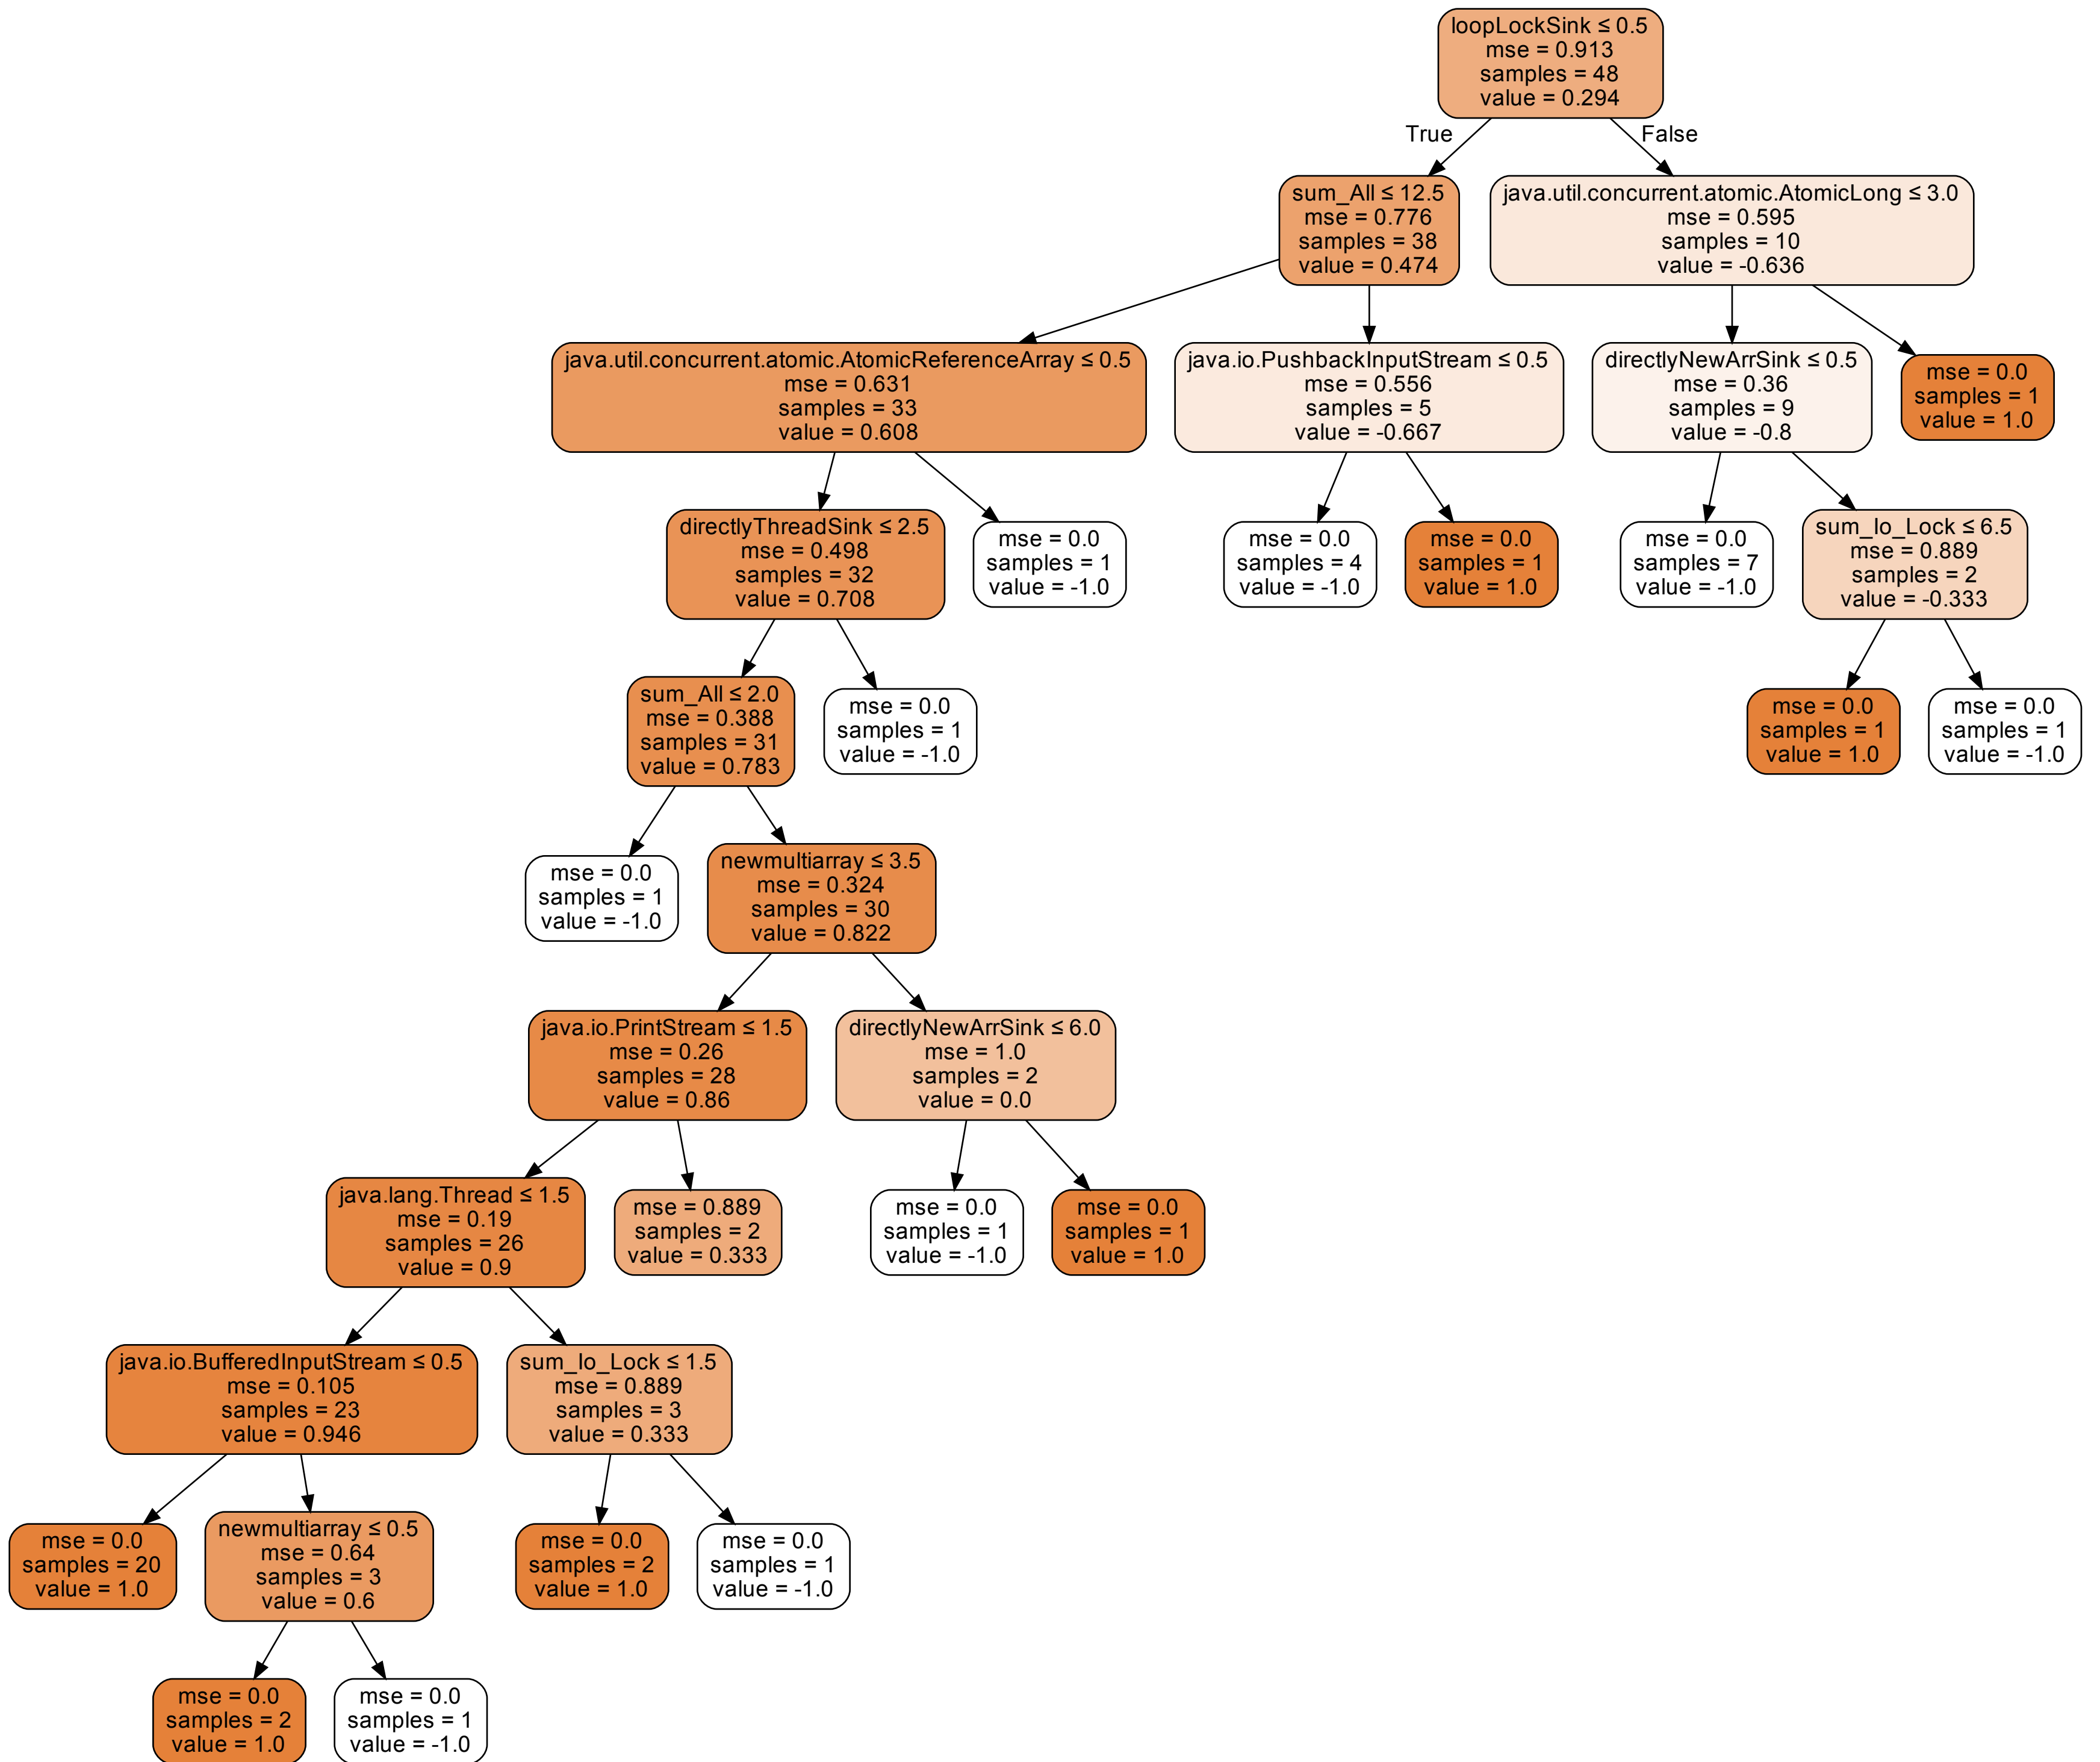 loopLockSink ≤ 0.5
mse = 0.913
samples = 48
value = 0.294
True
False
sum_All ≤ 12.5
mse = 0.776
samples = 38
value = 0.474
java.util.concurrent.atomic.AtomicLong ≤ 3.0
mse = 0.595
samples = 10
value = -0.636
java.util.concurrent.atomic.AtomicReferenceArray ≤ 0.5
mse = 0.631
samples = 33
value = 0.608
java.io.PushbackInputStream ≤ 0.5
mse = 0.556
samples = 5
value = -0.667
directlyNewArrSink ≤ 0.5
mse = 0.36
samples = 9
value = -0.8
mse = 0.0
samples = 1
value = 1.0
directlyThreadSink ≤ 2.5
mse = 0.498
samples = 32
value = 0.708
mse = 0.0
samples = 1
value = -1.0
mse = 0.0
samples = 4
value = -1.0
mse = 0.0
samples = 1
value = 1.0
mse = 0.0
samples = 7
value = -1.0
sum_Io_Lock ≤ 6.5
mse = 0.889
samples = 2
value = -0.333
sum_All ≤ 2.0
mse = 0.388
samples = 31
value = 0.783
mse = 0.0
samples = 1
value = -1.0
mse = 0.0
samples = 1
value = 1.0
mse = 0.0
samples = 1
value = -1.0
mse = 0.0
samples = 1
value = -1.0
newmultiarray ≤ 3.5
mse = 0.324
samples = 30
value = 0.822
java.io.PrintStream ≤ 1.5
mse = 0.26
samples = 28
value = 0.86
directlyNewArrSink ≤ 6.0
mse = 1.0
samples = 2
value = 0.0
java.lang.Thread ≤ 1.5
mse = 0.19
samples = 26
value = 0.9
mse = 0.889
samples = 2
value = 0.333
mse = 0.0
samples = 1
value = -1.0
mse = 0.0
samples = 1
value = 1.0
java.io.BufferedInputStream ≤ 0.5
mse = 0.105
samples = 23
value = 0.946
sum_Io_Lock ≤ 1.5
mse = 0.889
samples = 3
value = 0.333
mse = 0.0
samples = 20
value = 1.0
newmultiarray ≤ 0.5
mse = 0.64
samples = 3
value = 0.6
mse = 0.0
samples = 2
value = 1.0
mse = 0.0
samples = 1
value = -1.0
mse = 0.0
samples = 2
value = 1.0
mse = 0.0
samples = 1
value = -1.0